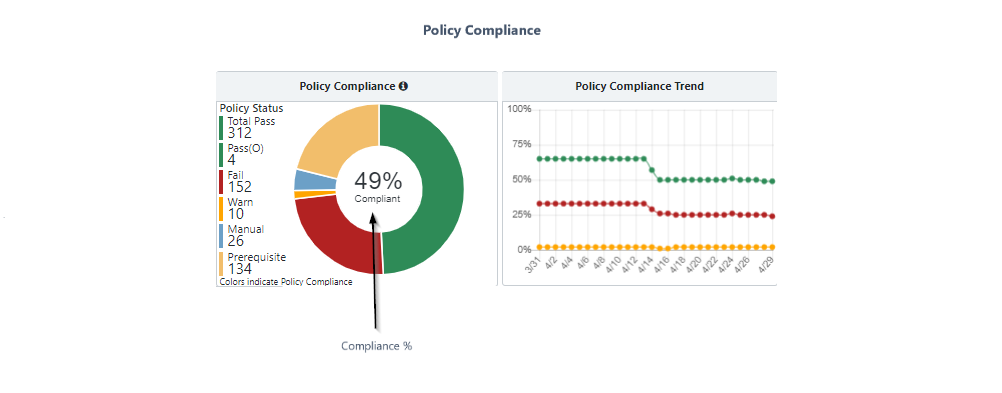 Policy Compliance
Policy Compliance
Policy Status
Total Pass
312
Pass(O)
4
Fail
152
Warn
10
Manual
26
Prerequisite
134
Colors indicate Policy Compliance
49%
Compliant
Compliance %
Policy Compliance Trend
100%
75%
50%
25%
0%
3/31
4/2
4/4
4/6
4/8
4/10
4/12
4/14
4/16
4/18
4/20
4/22
4/24
4/26
4/29